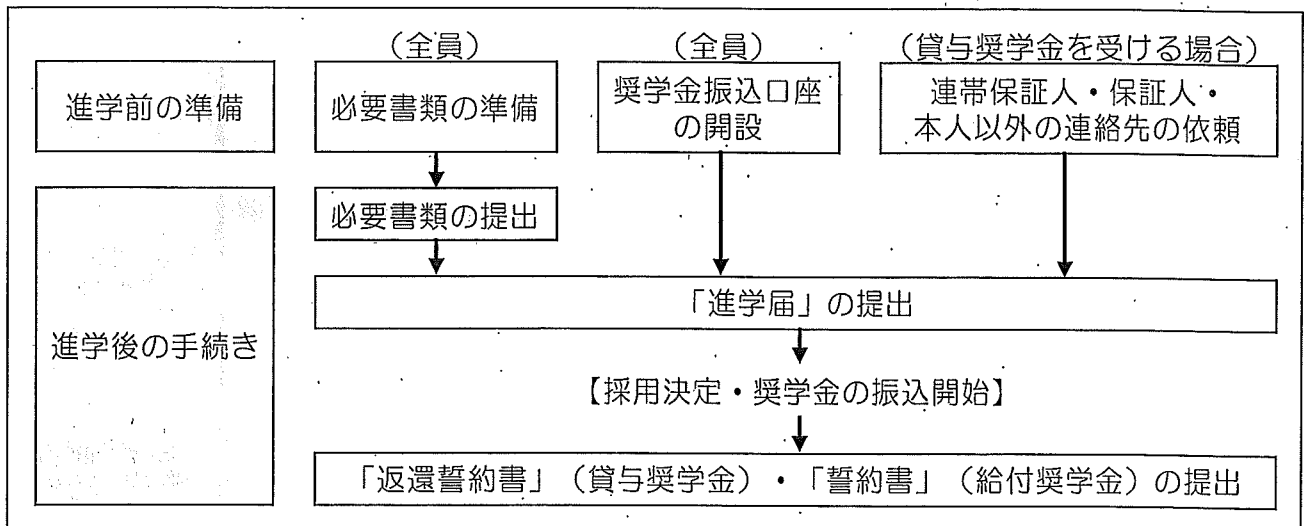 (全員)
(全員)
(貸与奨学金を受ける場合)
進学前の準備
必要書類の準備
奨学金振込口座
の開設
連帯保証人・保証人・
本人以外の連絡先の依頼
必要書類の提出
「進学届」の提出
進学後の手続き
【採用決定・奨学金の振込開始】
「返還誓約書」(貸与奨学金)・「誓約書」(給付奨学金)の提出